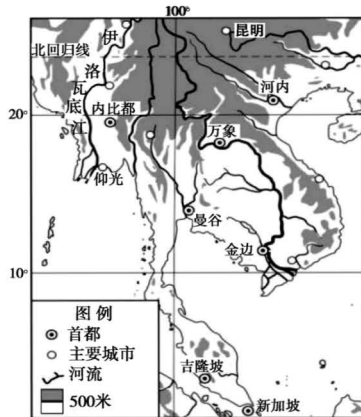 100°
伊洛瓦底江
昆明
北回归线
河内
20°
内比都
万象
仰光
曼谷
金边
10°
图例
首都
主要城市
河流
500米
吉隆坡
新加坡